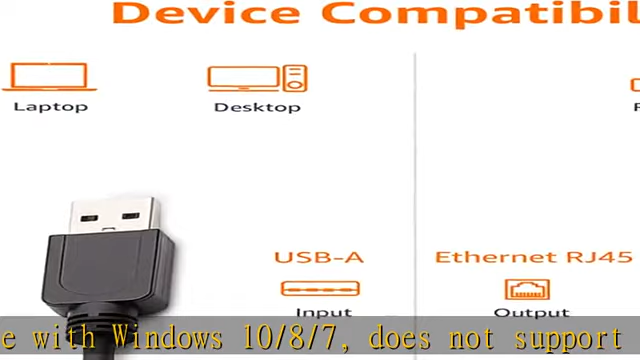 Device Compatibil
Laptop
Desktop
USB-A
Ethernet RJ45
Input
Output
e with Windows 10/8/7, does not support